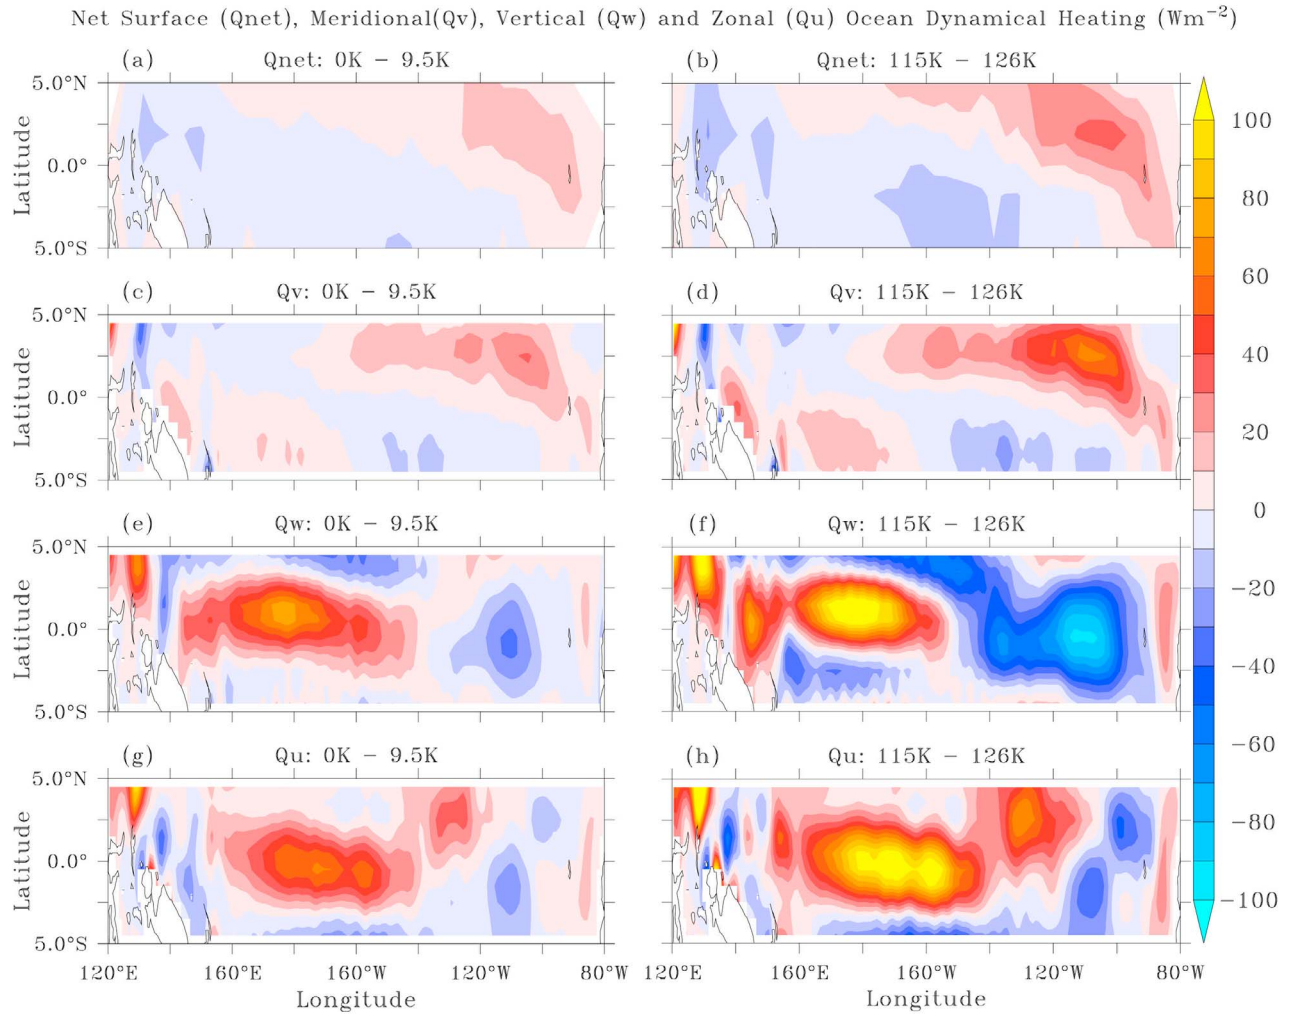 Net Surface (Qnet), Meridional(Qv), Vertical (Qw) and Zonal (Qu) Ocean Dynamical Heating (Wm⁻²)
(a) Qnet: 0K − 9.5K
(b) Qnet: 115K − 126K
5.0°N
0.0°
5.0°S
Latitude
Latitude
(c) Qv: 0K − 9.5K
(d) Qv: 115K − 126K
5.0°N
0.0°
5.0°S
Latitude
Latitude
(e) Qw: 0K − 9.5K
(f) Qw: 115K − 126K
5.0°N
0.0°
5.0°S
Latitude
Latitude
(g) Qu: 0K − 9.5K
(h) Qu: 115K − 126K
5.0°N
0.0°
5.0°S
Latitude
Latitude
120°E 160°E 160°W 120°W 80°W
160°E 160°W 120°W 80°W
Longitude
Longitude
100
80
60
40
20
0
−20
−40
−60
−80
−100